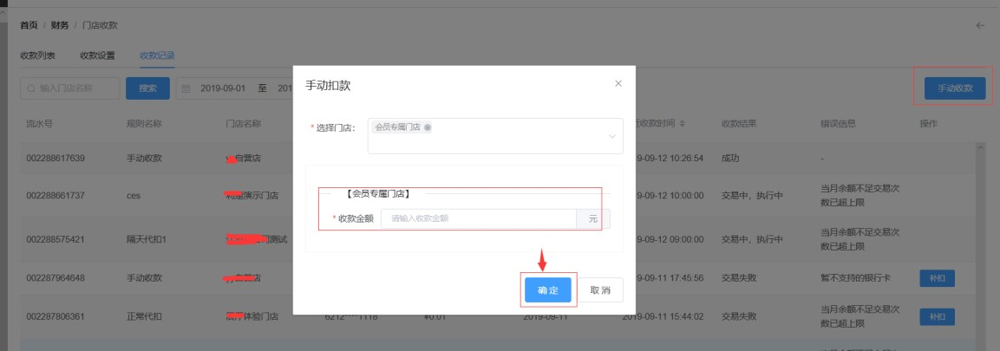 首页 / 财务 / 门店收款
收款列表 收款设置 收款记录
输入门店名称 搜索 2019-09-01 至 201
手动收款
手动扣款
* 选择门店： 会员专属门店
【会员专属门店】
* 收款金额 请输入收款金额 元
确 定 取 消
流水号 规则名称 门店名称 收款时间 收款结果 错误信息 操作
002288617639 手动收款 自营店 9-09-12 10:26:54 成功 -
002288661737 ces 演示门店 9-09-12 10:00:00 交易中，执行中 当月余额不足交易次
数已超上限
002288575421 隔天代扣1 测试 9-09-12 09:00:00 交易中，执行中 当月余额不足交易次
数已超上限
002287964648 手动收款 店 9-09-11 17:45:56 交易失败 暂不支持的银行卡 补扣
002287806361 正常代扣 体验门店 6212****1118 ¥0.01 2019-09-11 2019-09-11 15:44:02 交易失败 当月余额不足交易次
数已超上限 补扣